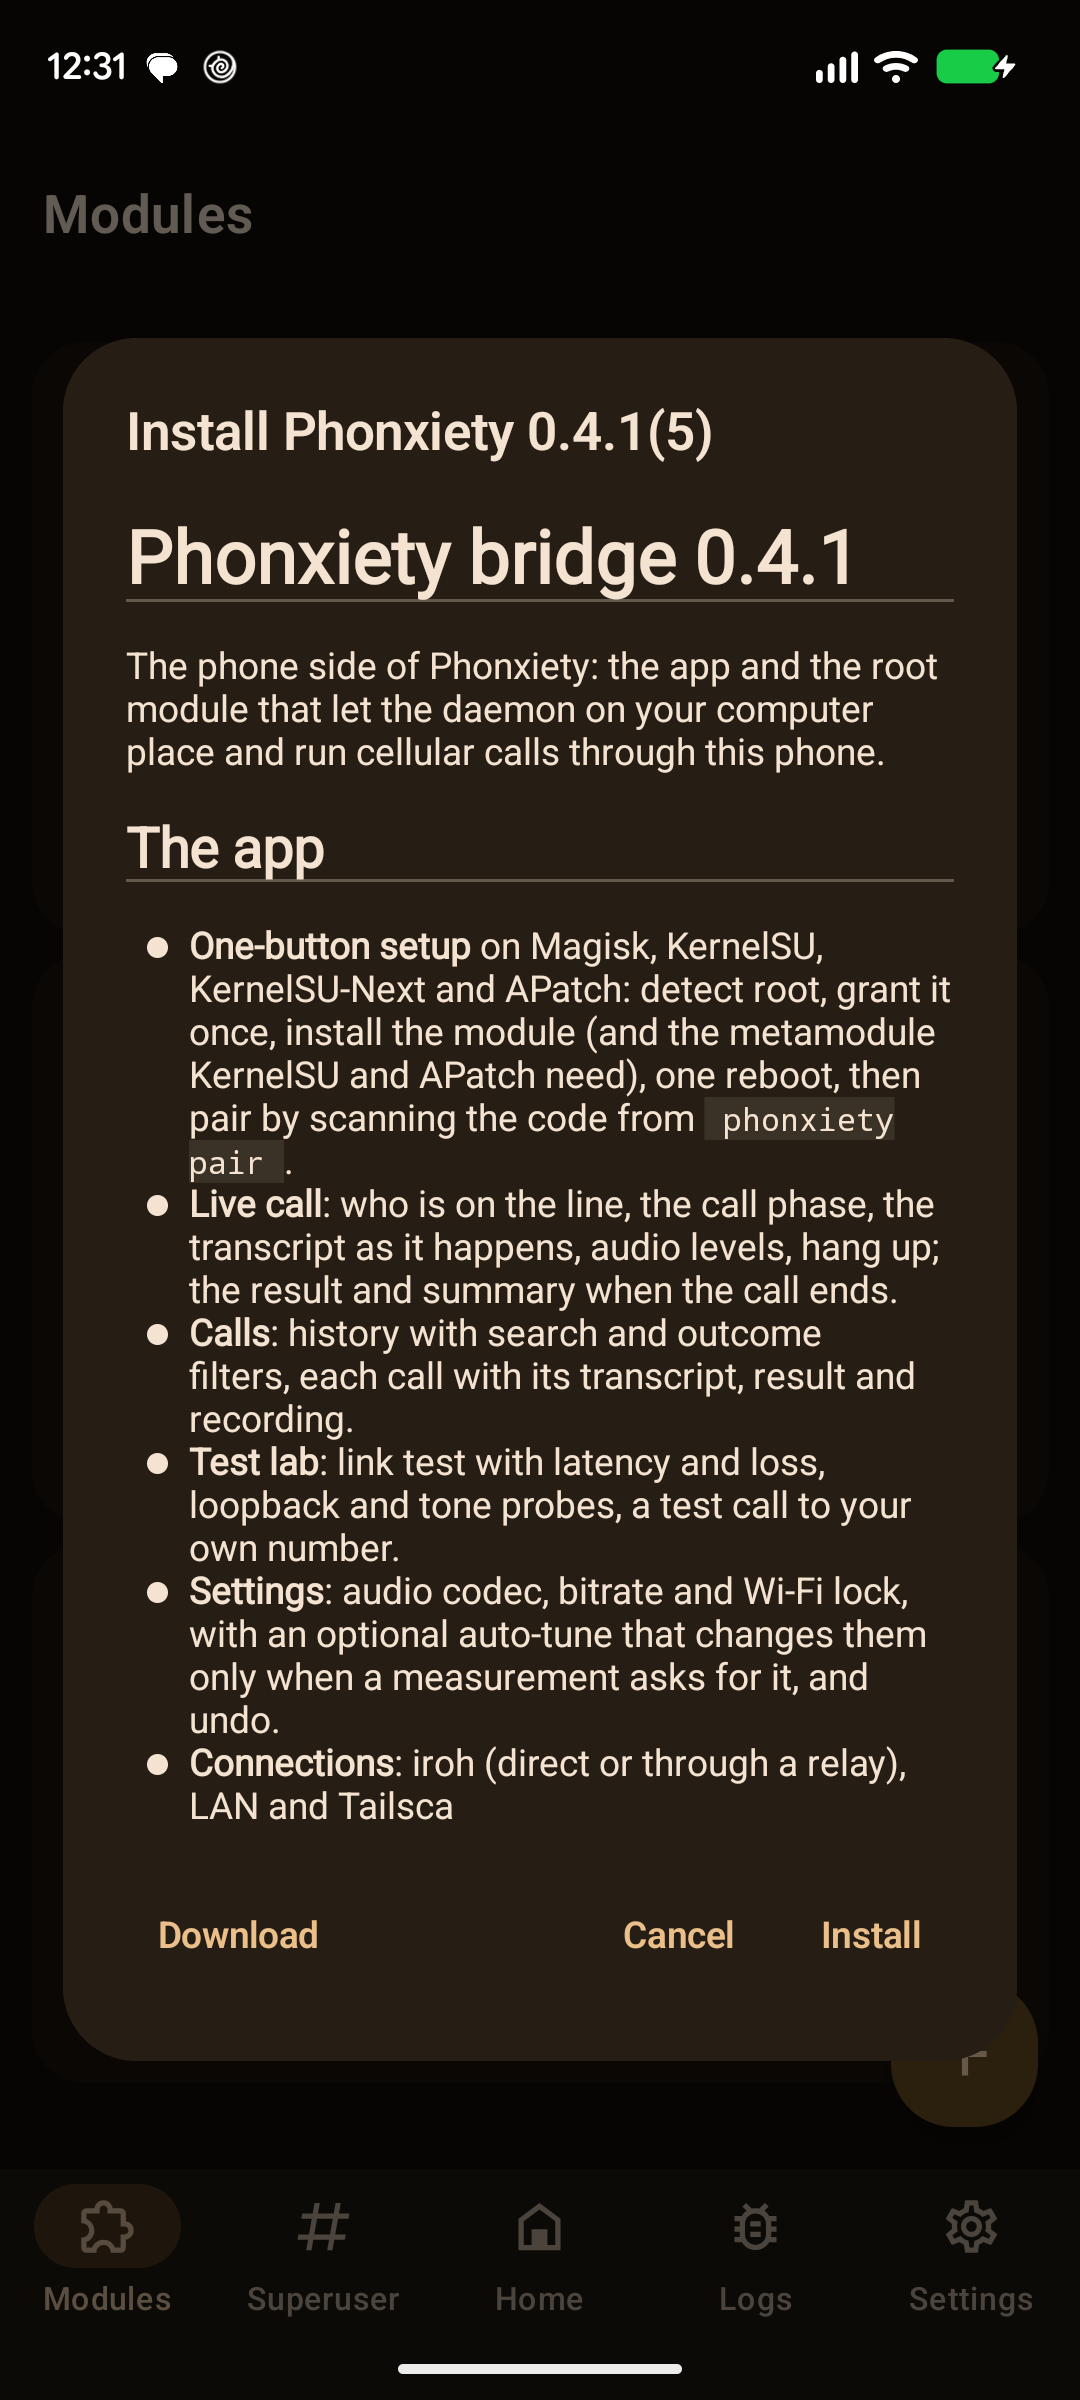 12:31
Modules
Install Phonxiety 0.4.1(5)
Phonxiety bridge 0.4.1
The phone side of Phonxiety: the app and the root
module that let the daemon on your computer
place and run cellular calls through this phone.
The app
One-button setup on Magisk, KernelSU,
KernelSU-Next and APatch: detect root, grant it
once, install the module (and the metamodule
KernelSU and APatch need), one reboot, then
pair by scanning the code from phonxiety
pair .
Live call: who is on the line, the call phase, the
transcript as it happens, audio levels, hang up;
the result and summary when the call ends.
Calls: history with search and outcome
filters, each call with its transcript, result and
recording.
Test lab: link test with latency and loss,
loopback and tone probes, a test call to your
own number.
Settings: audio codec, bitrate and Wi-Fi lock,
with an optional auto-tune that changes them
only when a measurement asks for it, and
undo.
Connections: iroh (direct or through a relay),
LAN and Tailsca
Download Cancel Install
Modules Superuser Home Logs Settings